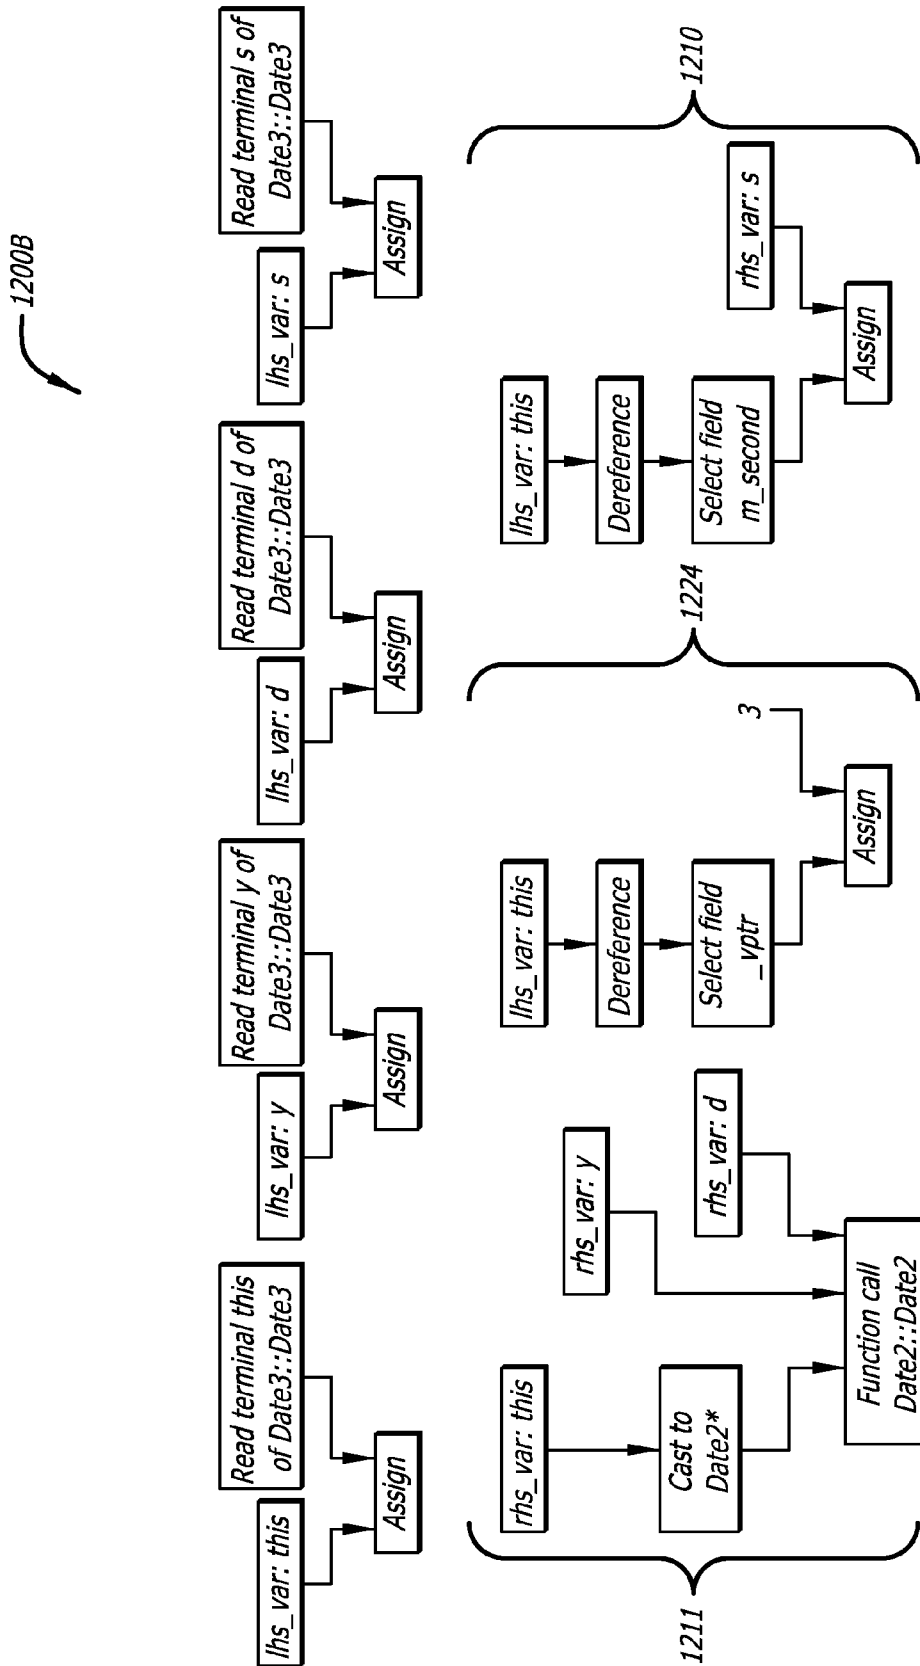 1200B
lhs_var: this
Read terminal this
of Date3::Date3
Assign
lhs_var: y
Read terminal y of
Date3::Date3
Assign
lhs_var: d
Read terminal d of
Date3::Date3
Assign
lhs_var: s
Read terminal s of
Date3::Date3
Assign
1211
rhs_var: this
Cast to
Date2*
rhs_var: y
rhs_var: d
Function call
Date2::Date2
lhs_var: this
Dereference
Select field
_vptr
3
Assign
1224
lhs_var: this
Dereference
Select field
m_second
rhs_var: s
Assign
1210